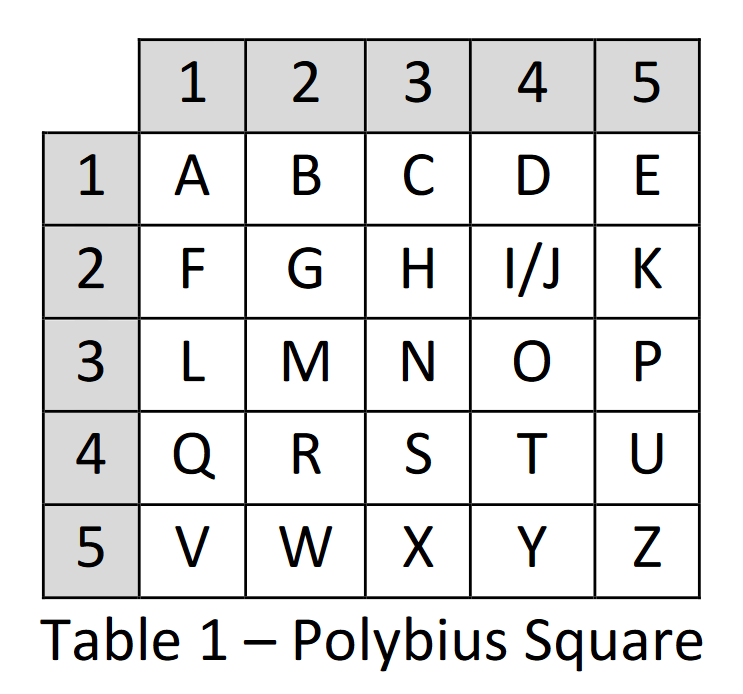 1 2 3 4 5
1 A B C D E
2 F G H I/J K
3 L M N O P
4 Q R S T U
5 V W X Y Z
Table 1 – Polybius Square